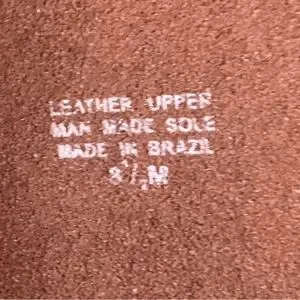 LEATHER UPPER
MAN MADE SOLE
MADE IN BRAZIL
8½M